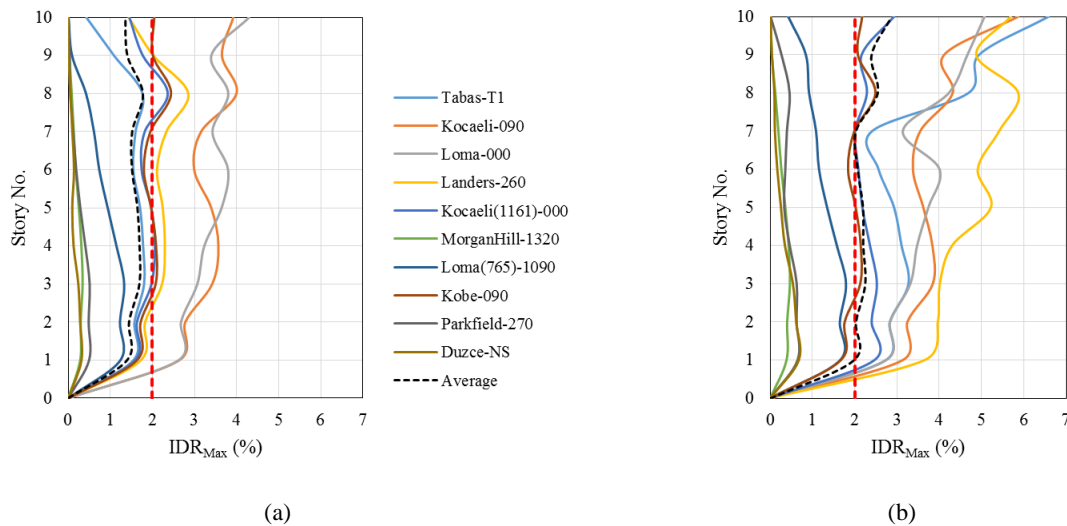 10
9
8
7
6
5
4
3
2
1
0
Story No.
0 1 2 3 4 5 6 7
IDRMax (%)
(a)
Tabas-T1
Kocaeli-090
Loma-000
Landers-260
Kocaeli(1161)-000
MorganHill-1320
Loma(765)-1090
Kobe-090
Parkfield-270
Duzce-NS
Average
10
9
8
7
6
5
4
3
2
1
0
Story No.
0 1 2 3 4 5 6 7
IDRMax (%)
(b)